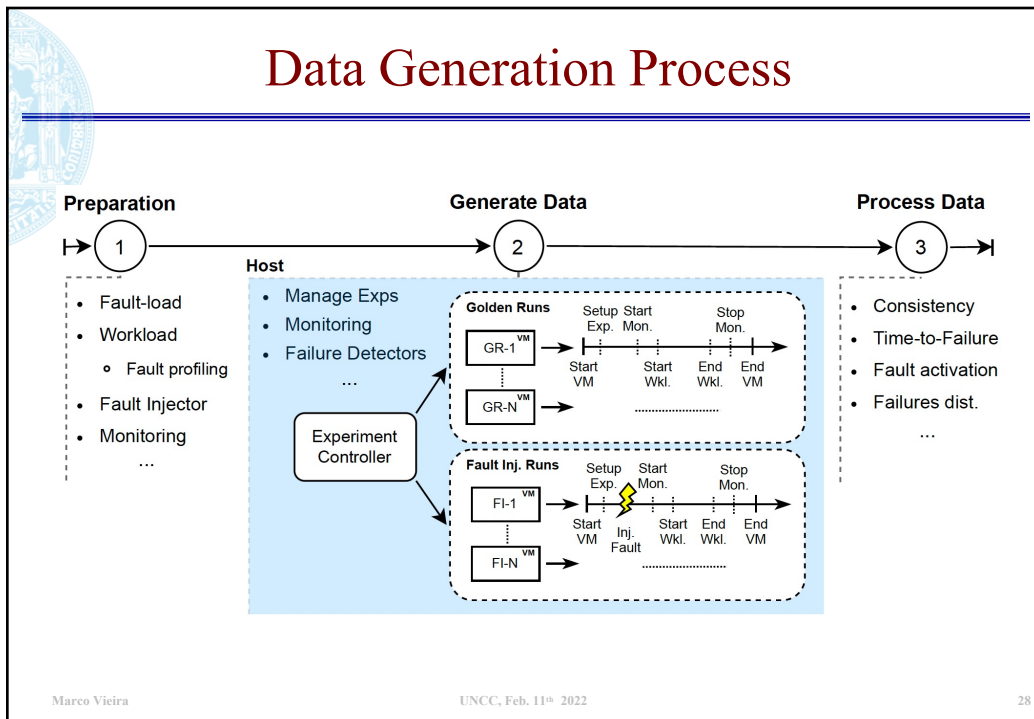 Data Generation Process
Preparation
1
• Fault-load
• Workload
Fault profiling
• Fault Injector
• Monitoring
...
Generate Data
2
Host
• Manage Exps
• Monitoring
• Failure Detectors
...
Experiment
Controller
Golden Runs
GR-1 VM
GR-N VM
Setup
Exp.
Start
Mon.
Stop
Mon.
Start
VM
Start
Wkl.
End
Wkl.
End
VM
Fault Inj. Runs
FI-1 VM
FI-N VM
Setup
Exp.
Start
Mon.
Stop
Mon.
Start
VM
Inj.
Fault
Start
Wkl.
End
Wkl.
End
VM
Process Data
3
• Consistency
• Time-to-Failure
• Fault activation
• Failures dist.
...
Marco Vieira
UNCC, Feb. 11th 2022
28